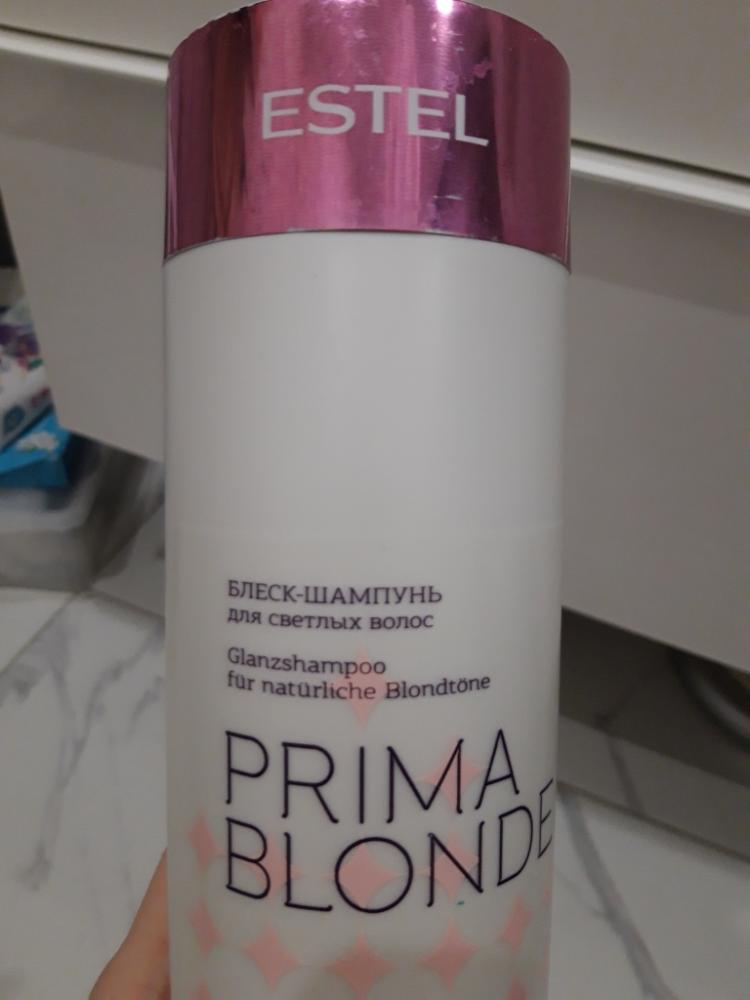 ESTEL
БЛЕСК-ШАМПУНЬ
для светлых волос
Glanzshampoo
für natürliche Blondtöne
PRIMA
BLONDE